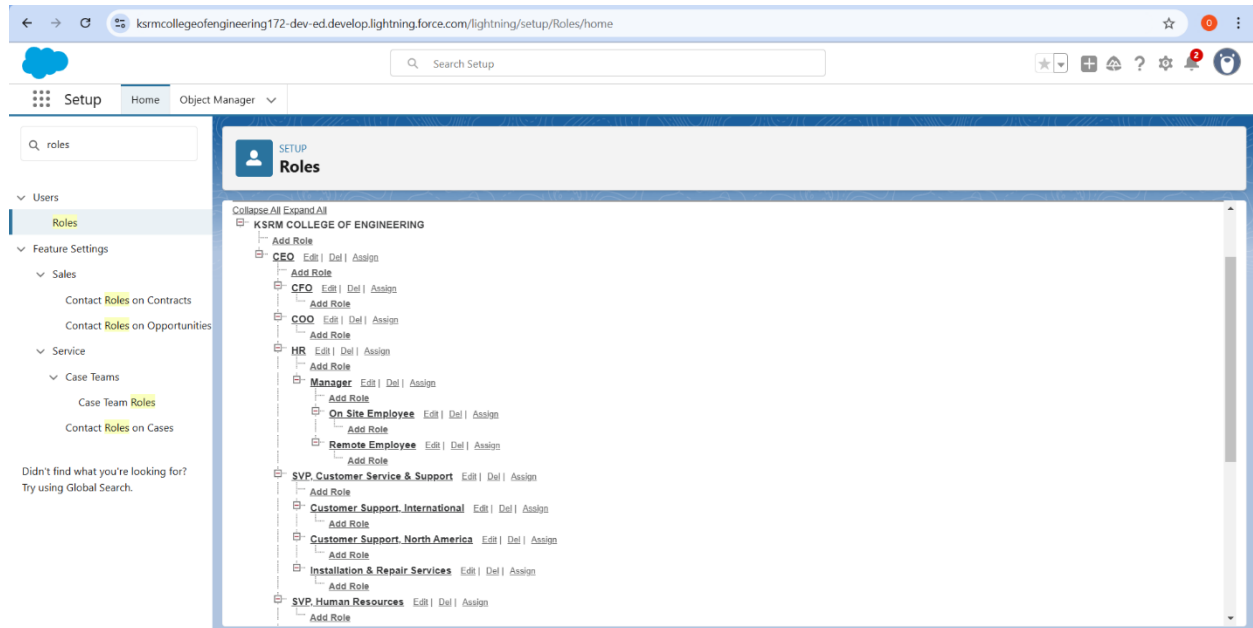 ksrmcollegeofengineering172-dev-ed.develop.lightning.force.com/lightning/setup/Roles/home
O
Search Setup
2
Setup
Home
Object Manager
roles
Users
Roles
Feature Settings
Sales
Contact Roles on Contracts
Contact Roles on Opportunities
Service
Case Teams
Case Team Roles
Contact Roles on Cases
Didn't find what you're looking for?
Try using Global Search.
SETUP
Roles
Collapse All Expand All
KSRM COLLEGE OF ENGINEERING
Add Role
CEO Edit | Del | Assign
Add Role
CFO Edit | Del | Assign
Add Role
COO Edit | Del | Assign
Add Role
HR Edit | Del | Assign
Add Role
Manager Edit | Del | Assign
Add Role
On Site Employee Edit | Del | Assign
Add Role
Remote Employee Edit | Del | Assign
Add Role
SVP, Customer Service & Support Edit | Del | Assign
Add Role
Customer Support, International Edit | Del | Assign
Add Role
Customer Support, North America Edit | Del | Assign
Add Role
Installation & Repair Services Edit | Del | Assign
Add Role
SVP, Human Resources Edit | Del | Assign
Add Role